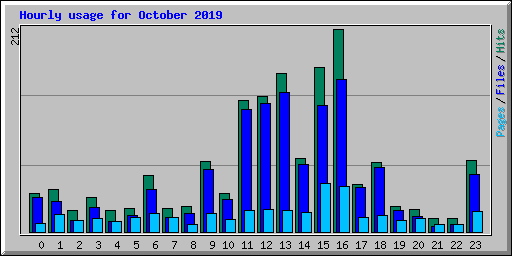 Hourly usage for October 2019
212
Pages / Files / Hits
0 1 2 3 4 5 6 7 8 9 10 11 12 13 14 15 16 17 18 19 20 21 22 23